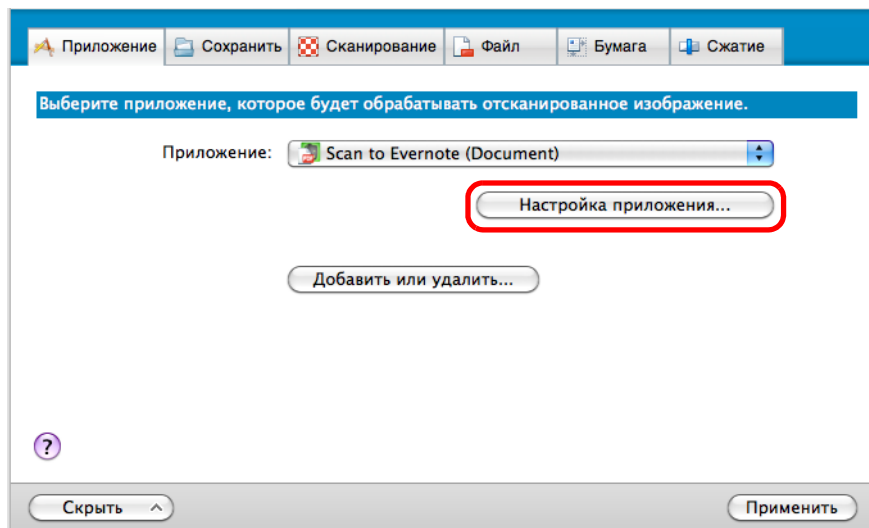 Приложение Сохранить Сканирование Файл Бумага Сжатие
Выберите приложение, которое будет обрабатывать отсканированное изображение.
Приложение: Scan to Evernote (Document)
Настройка приложения...
Добавить или удалить...
?
Скрыть Применить